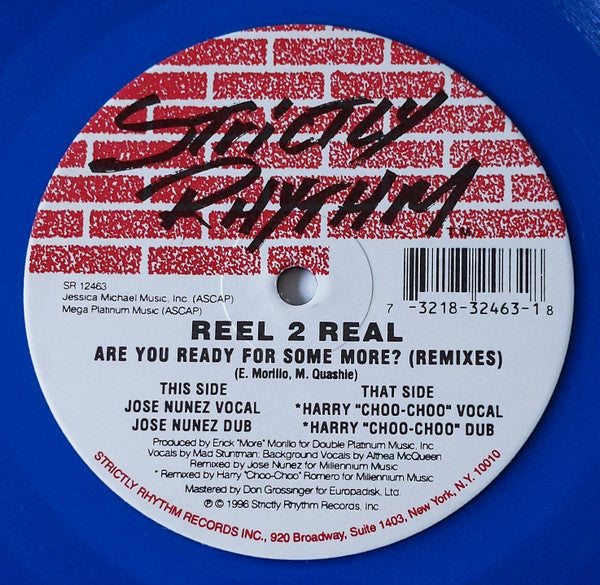 STRICTLY
RHYTHM
T.M.
SR 12463
Jessica Michael Music, Inc. (ASCAP)
Mega Platinum Music (ASCAP)
7 -3218-32463-1 8
REEL 2 REAL
ARE YOU READY FOR SOME MORE? (REMIXES)
(E. Morillo, M. Quashie)
THIS SIDE
JOSE NUNEZ VOCAL
JOSE NUNEZ DUB
THAT SIDE
*HARRY "CHOO-CHOO" VOCAL
*HARRY "CHOO-CHOO" DUB
Produced by Erick "More" Morillo for Double Platinum Music, Inc
Vocals by Mad Stuntman: Background Vocals by Althea McQueen
Remixed by Jose Nunez for Millennium Music
* Remixed by Harry "Choo-Choo" Romero for Millennium Music
Mastered by Don Grossinger for Europadisk, Ltd.
℗ © 1996 Strictly Rhythm Records, Inc
STRICTLY RHYTHM RECORDS INC., 920 Broadway, Suite 1403, New York, N.Y. 10010